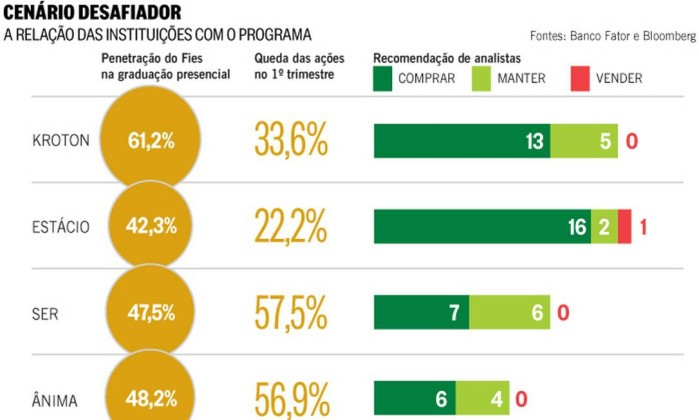 CENÁRIO DESAFIADOR
A RELAÇÃO DAS INSTITUIÇÕES COM O PROGRAMA
Fontes: Banco Fator e Bloomberg
Penetração do Fies
na graduação presencial
Queda das ações
no 1º trimestre
Recomendação de analistas
COMPRAR MANTER VENDER
KROTON 61,2% 33,6% 13 5 0
ESTÁCIO 42,3% 22,2% 16 2 1
SER 47,5% 57,5% 7 6 0
ÂNIMA 48,2% 56,9% 6 4 0